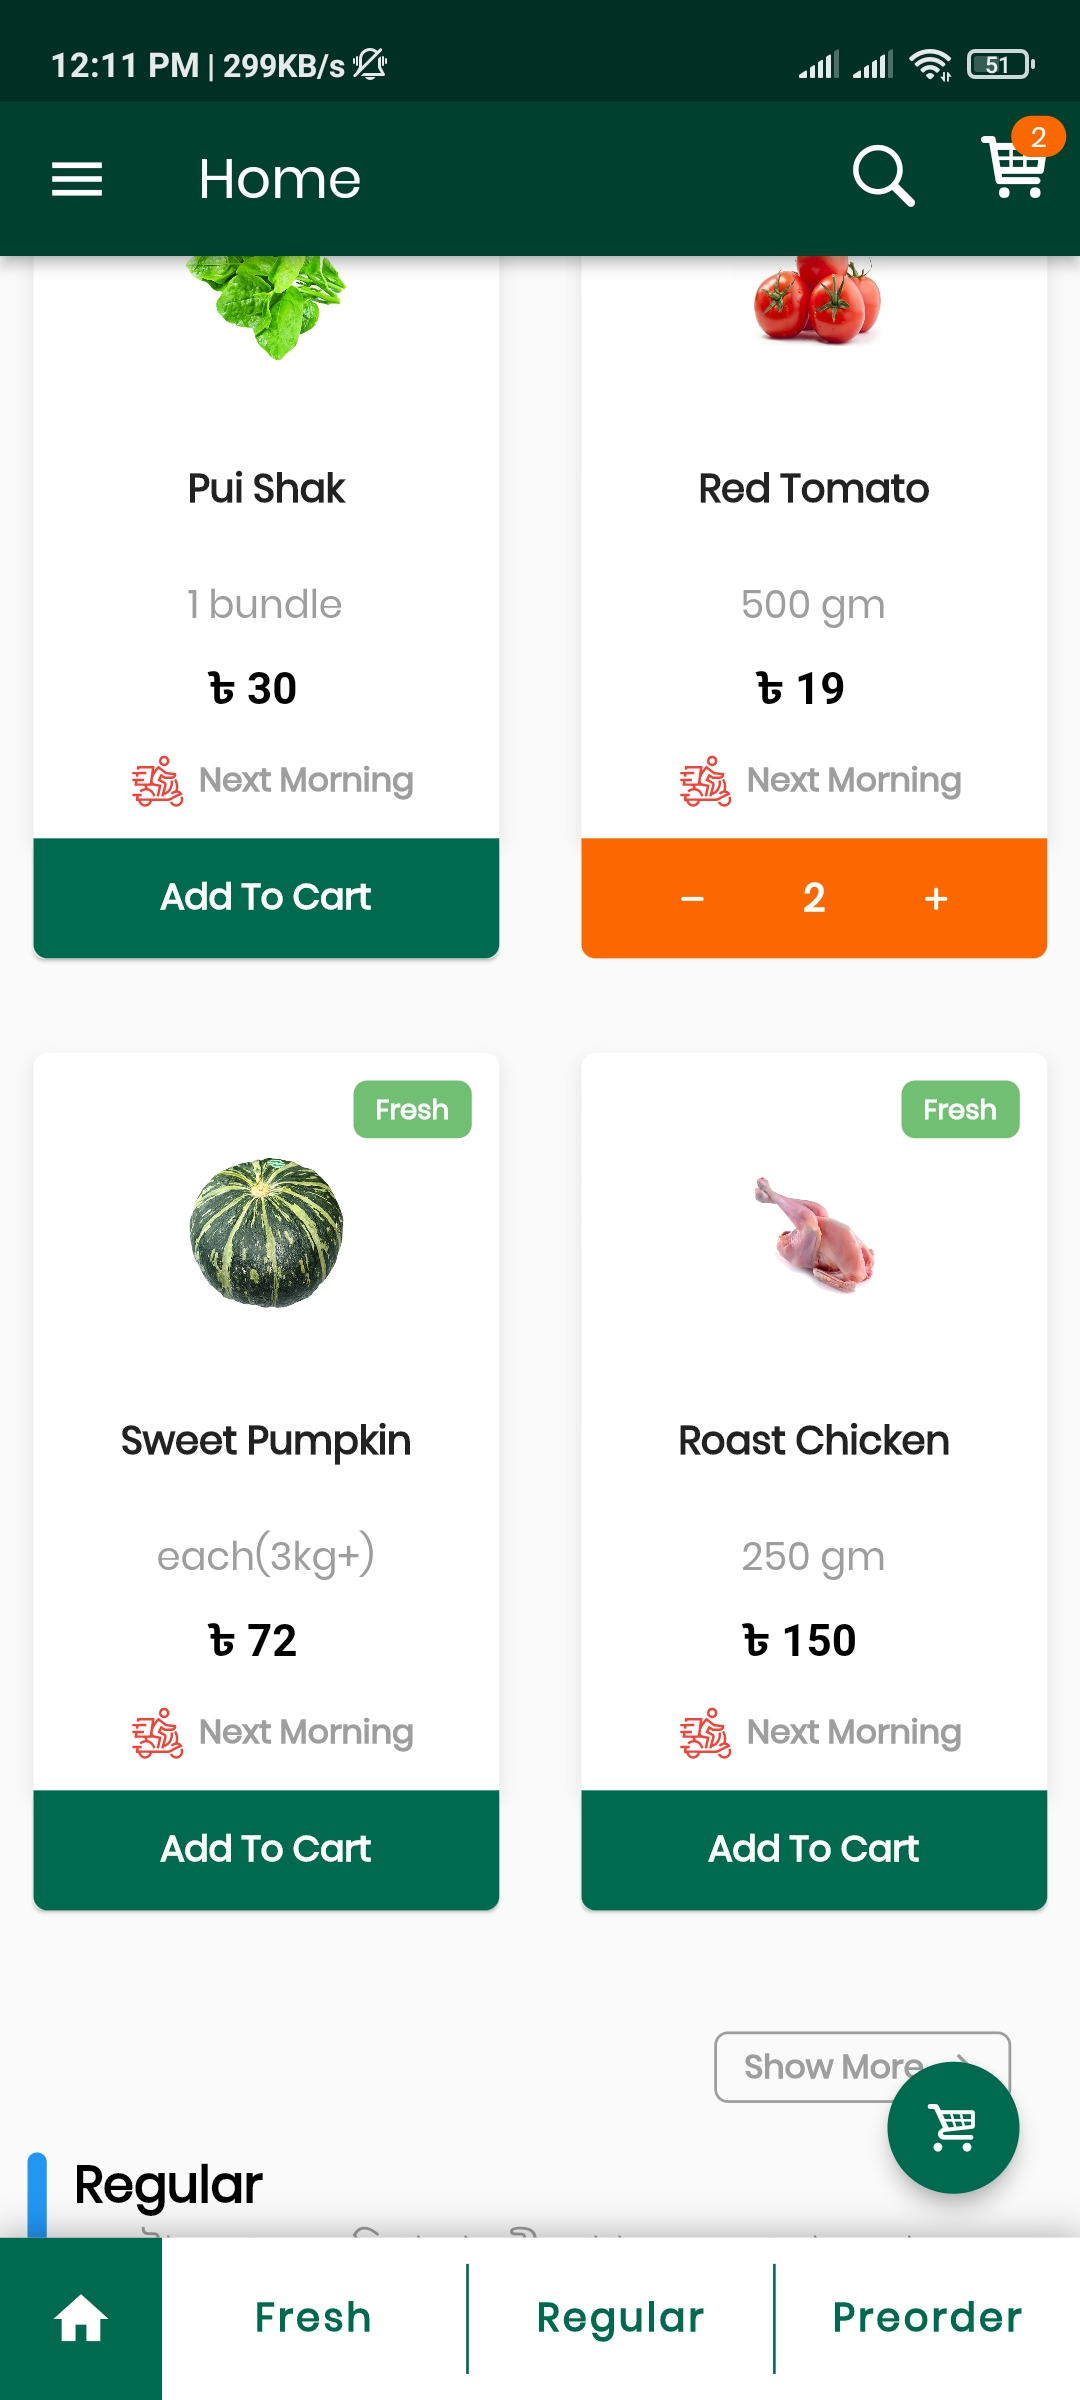 12:11 PM | 299KB/s
51
Home
2
Pui Shak
Red Tomato
1 bundle
500 gm
৳ 30
৳ 19
Next Morning
Next Morning
Add To Cart
− 2 +
Fresh
Fresh
Sweet Pumpkin
Roast Chicken
each(3kg+)
250 gm
৳ 72
৳ 150
Next Morning
Next Morning
Add To Cart
Add To Cart
Show More
Regular
Fresh
Regular
Preorder